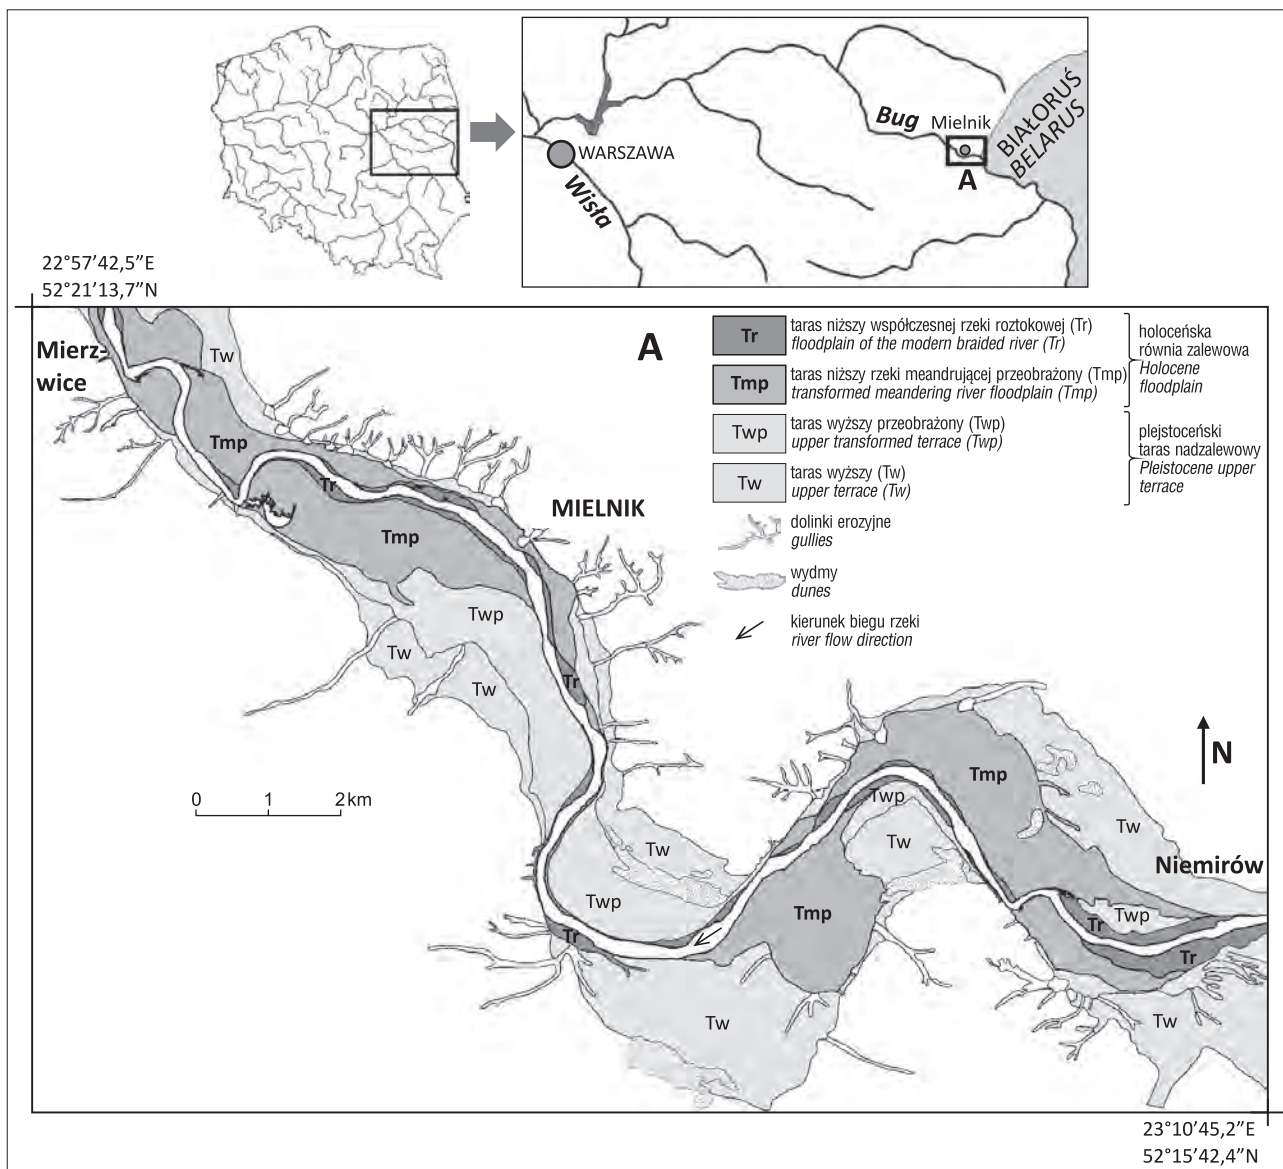 Bug
Mielnik
BIAŁORUŚ
BELARUS
WARSZAWA
Wisła
A
22°57'42,5”E
52°21'13,7”N
Mierz-
wice
A
Tr
taras niższy współczesnej rzeki roztokowej (Tr)
floodplain of the modern braided river (Tr)
Tmp
taras niższy rzeki meandrującej przeobrażony (Tmp)
transformed meandering river floodplain (Tmp)
holoceńska
równia zalewowa
Holocene
floodplain
Twp
taras wyższy przeobrażony (Twp)
upper transformed terrace (Twp)
Tw
taras wyższy (Tw)
upper terrace (Tw)
plejstoceński
taras nadzalewowy
Pleistocene upper
terrace
dolinki erozyjne
gullies
wydmy
dunes
kierunek biegu rzeki
river flow direction
Tw
Tmp
Tr
MIELNIK
Tmp
Twp
Tw
Tw
Tr
N
0 1 2 km
Tmp
Twp
Tw
Tw
Tw
Niemirów
Twp
Tmp
Twp
Tr
Tr
Tr
Tw
Tw
23°10'45,2”E
52°15'42,4”N